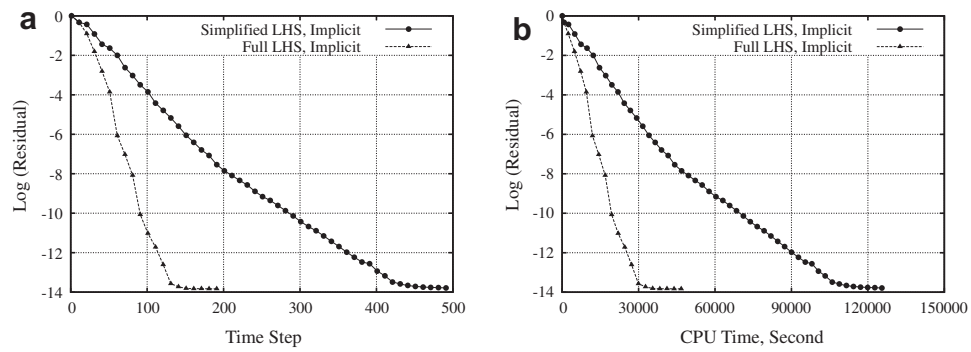 a
Simplified LHS, Implicit
Full LHS, Implicit
0
-2
-4
-6
-8
-10
-12
-14
Log (Residual)
0 100 200 300 400 500
Time Step
b
Simplified LHS, Implicit
Full LHS, Implicit
0
-2
-4
-6
-8
-10
-12
-14
Log (Residual)
0 30000 60000 90000 120000 150000
CPU Time, Second